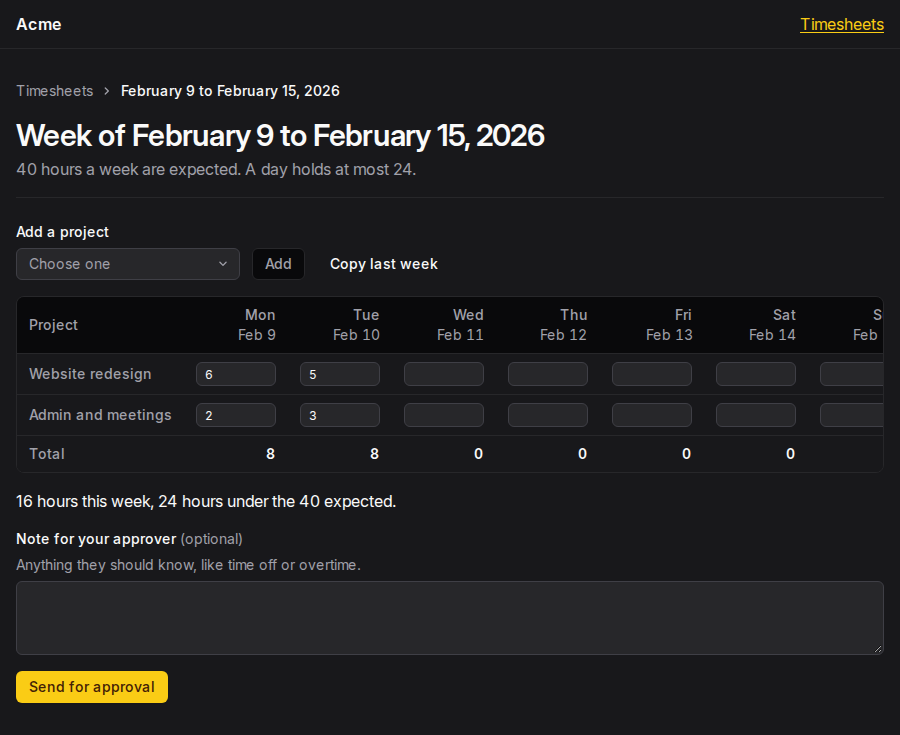 Acme
Timesheets
Timesheets > February 9 to February 15, 2026
Week of February 9 to February 15, 2026
40 hours a week are expected. A day holds at most 24.
Add a project
Choose one
Add
Copy last week
Project Mon Feb 9 Tue Feb 10 Wed Feb 11 Thu Feb 12 Fri Feb 13 Sat Feb 14 Feb
Website redesign 6 5
Admin and meetings 2 3
Total 8 8 0 0 0 0
16 hours this week, 24 hours under the 40 expected.
Note for your approver (optional)
Anything they should know, like time off or overtime.
Send for approval